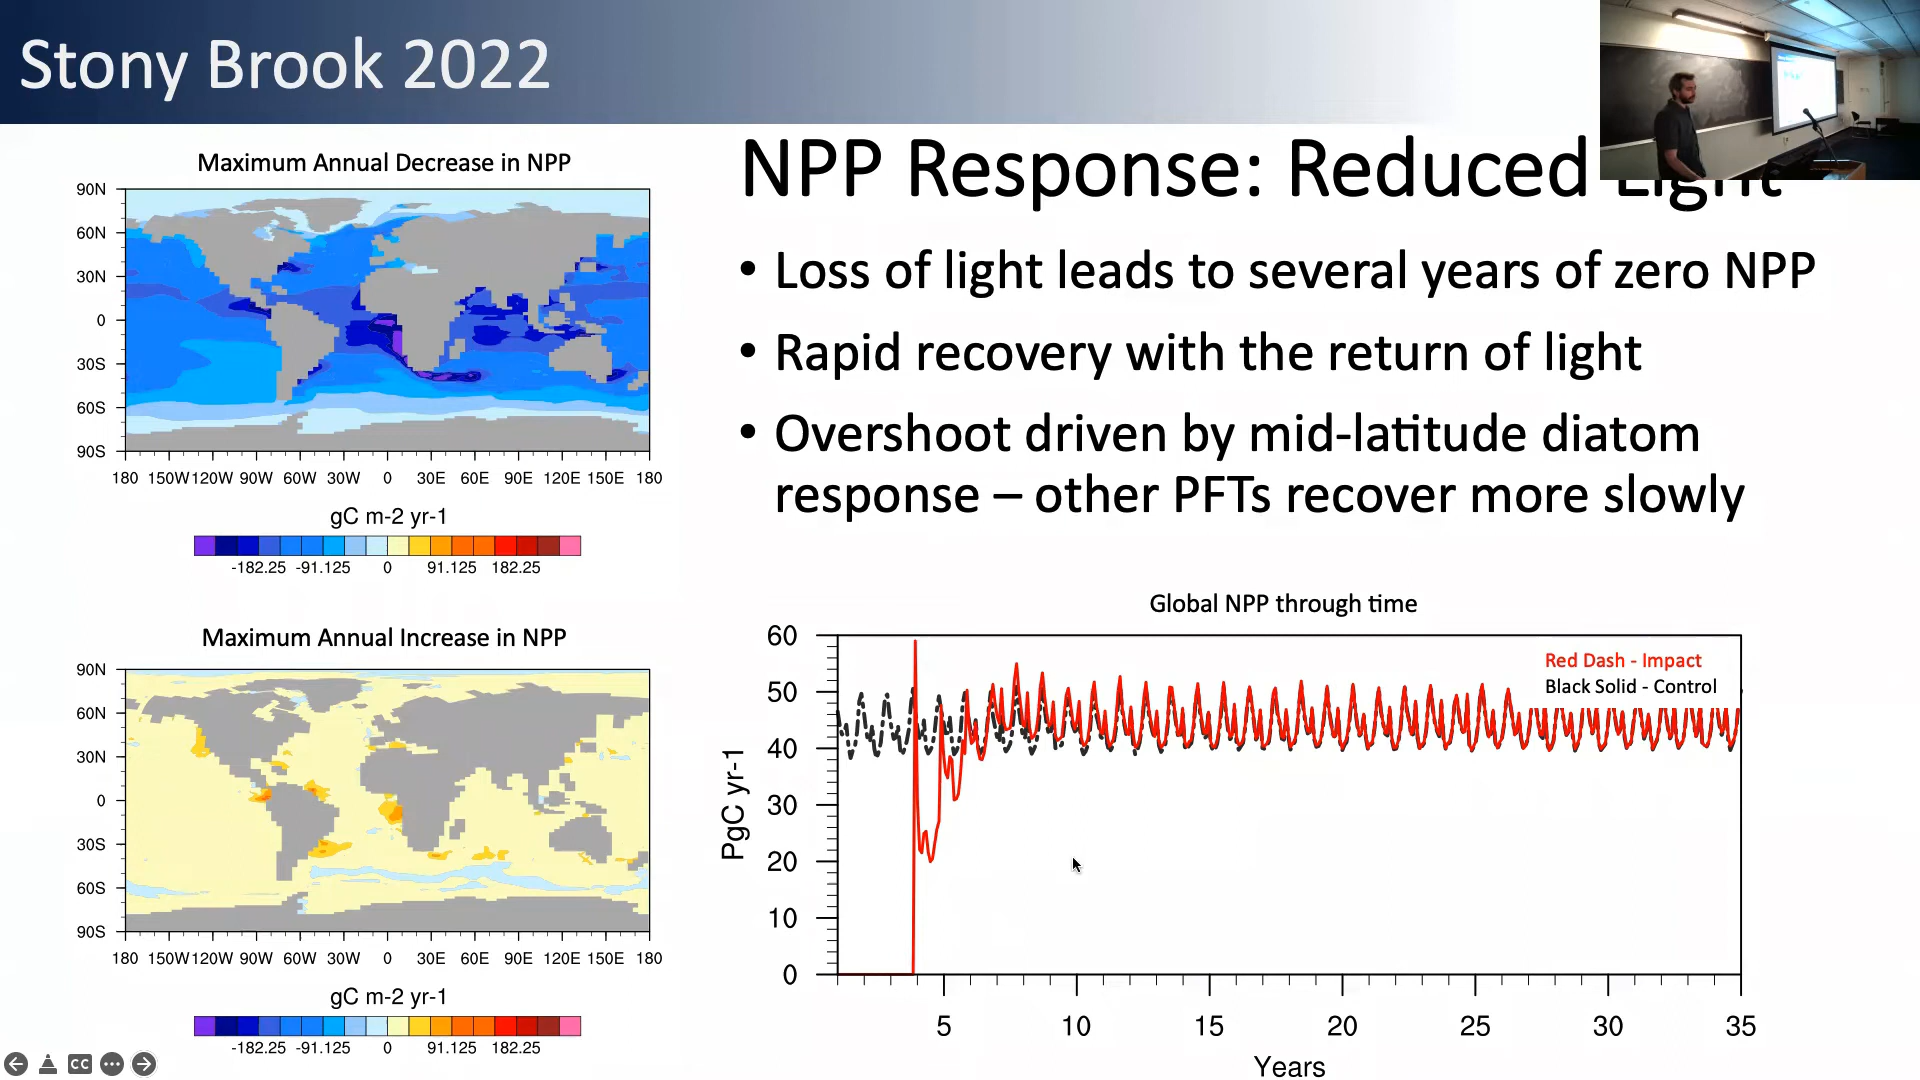 Stony Brook 2022
NPP Response: Reduced Light
• Loss of light leads to several years of zero NPP
• Rapid recovery with the return of light
• Overshoot driven by mid-latitude diatom
response – other PFTs recover more slowly
Maximum Annual Decrease in NPP
90N
60N
30N
0
30S
60S
90S
180 150W 120W 90W 60W 30W 0 30E 60E 90E 120E 150E 180
gC m-2 yr-1
-182.25 -91.125 0 91.125 182.25
Maximum Annual Increase in NPP
90N
60N
30N
0
30S
60S
90S
180 150W 120W 90W 60W 30W 0 30E 60E 90E 120E 150E 180
gC m-2 yr-1
-182.25 -91.125 0 91.125 182.25
Global NPP through time
Red Dash - Impact
Black Solid - Control
PgC yr-1
60
50
40
30
20
10
0
5 10 15 20 25 30 35
Years
CC